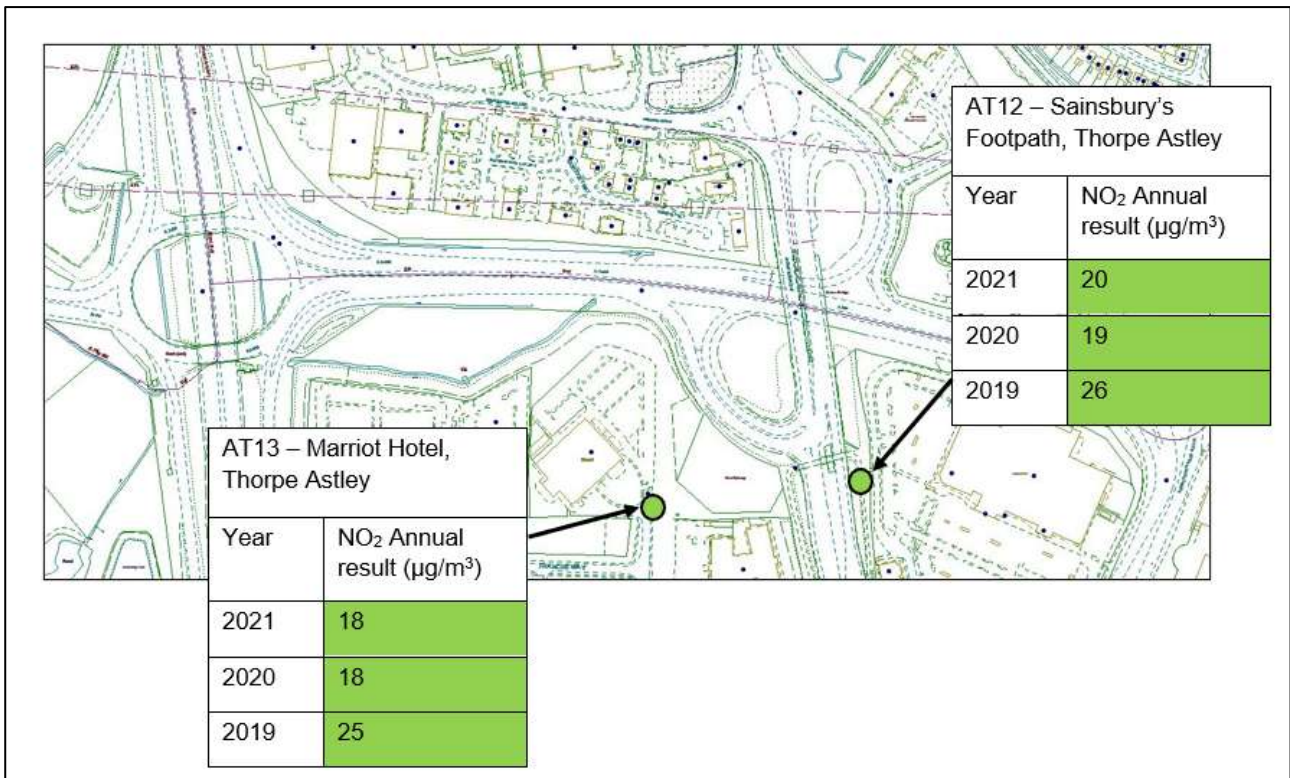 AT12 – Sainsbury's
Footpath, Thorpe Astley
Year
NO₂ Annual
result (µg/m³)
2021
20
2020
19
2019
26
AT13 – Marriot Hotel,
Thorpe Astley
Year
NO₂ Annual
result (µg/m³)
2021
18
2020
18
2019
25